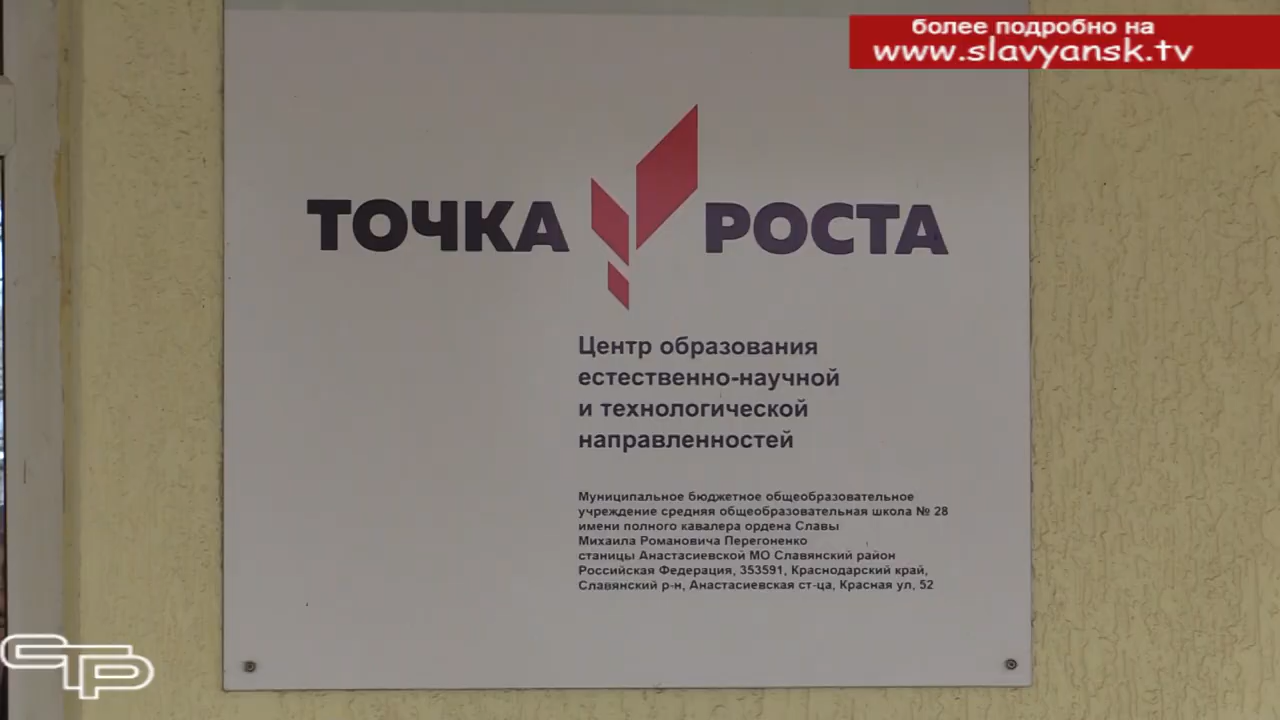 более подробно на
www.slavyansk.tv
ТОЧКА РОСТА
Центр образования
естественно-научной
и технологической
направленностей
Муниципальное бюджетное общеобразовательное
учреждение средняя общеобразовательная школа № 28
имени полного кавалера ордена Славы
Михаила Романовича Перегоненко
станицы Анастасиевской МО Славянский район
Российская Федерация, 353591, Краснодарский край,
Славянский р-н, Анастасиевская ст-ца, Красная ул, 52
СТР